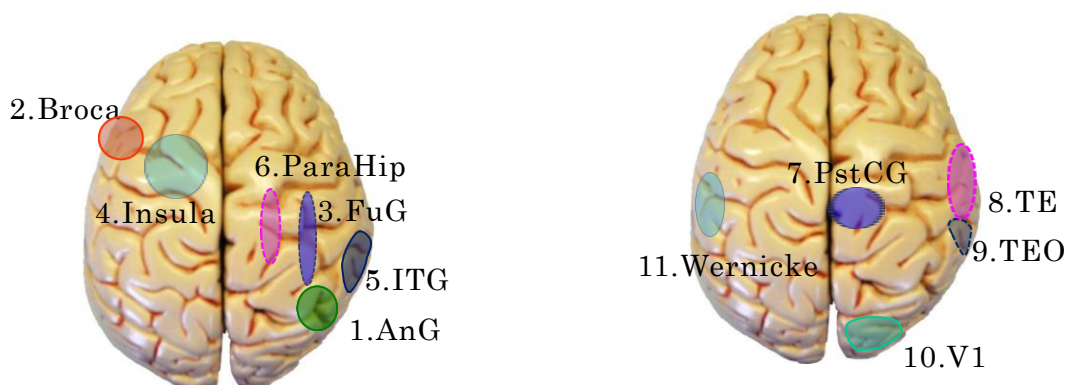 2.Broca
6.ParaHip
4.Insula
3.FuG
5.ITG
1.AnG
7.PstCG
8.TE
9.TEO
11.Wernicke
10.V1